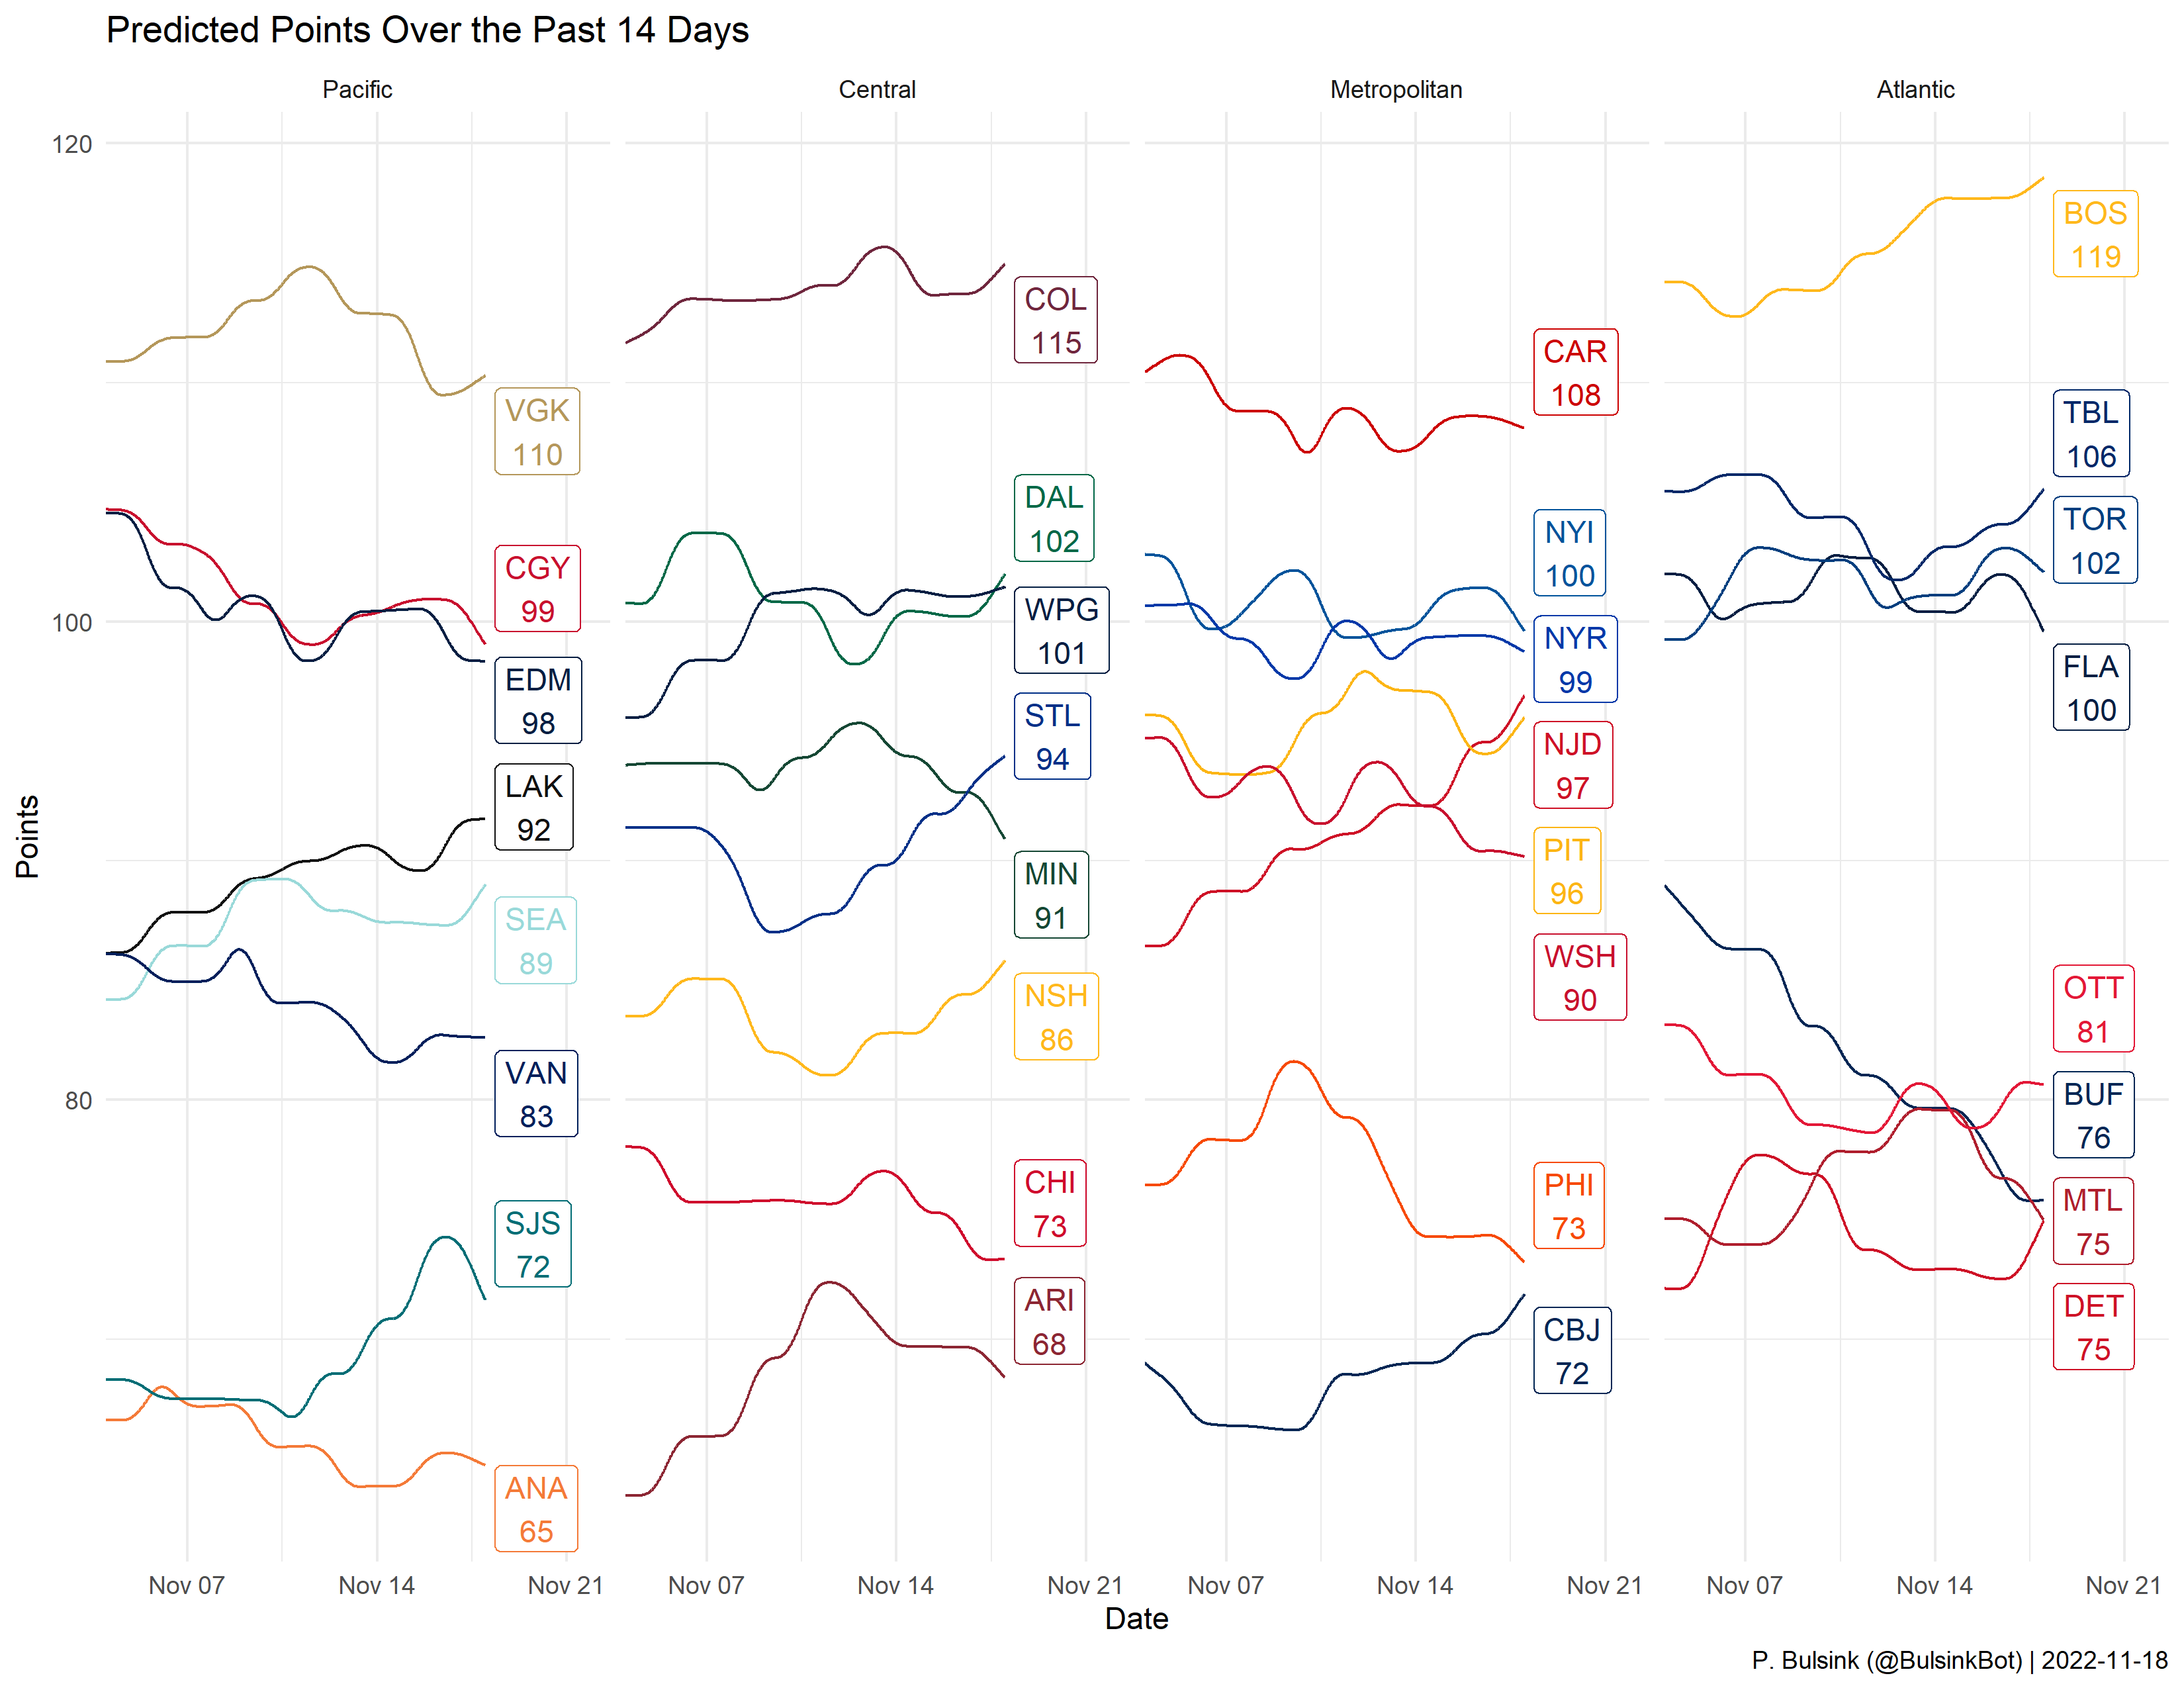 Predicted Points Over the Past 14 Days
Pacific
Central
Metropolitan
Atlantic
Points
120
100
80
VGK
110
CGY
99
EDM
98
LAK
92
SEA
89
VAN
83
SJS
72
ANA
65
COL
115
DAL
102
WPG
101
STL
94
MIN
91
NSH
86
CHI
73
ARI
68
CAR
108
NYI
100
NYR
99
NJD
97
PIT
96
WSH
90
PHI
73
CBJ
72
BOS
119
TBL
106
TOR
102
FLA
100
OTT
81
BUF
76
MTL
75
DET
75
Nov 07 Nov 14 Nov 21 Nov 07 Nov 14 Nov 21 Nov 07 Nov 14 Nov 21 Nov 07 Nov 14 Nov 21
Date
P. Bulsink (@BulsinkBot) | 2022-11-18